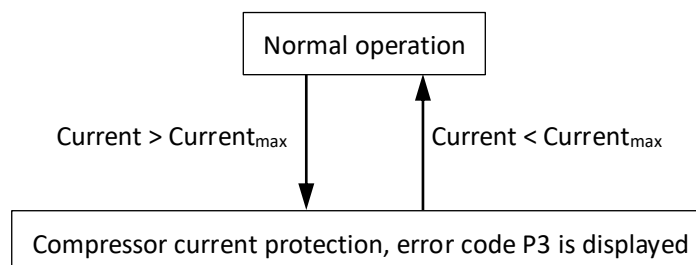 Normal operation
Current > Currentmax
Current < Currentmax
Compressor current protection, error code P3 is displayed